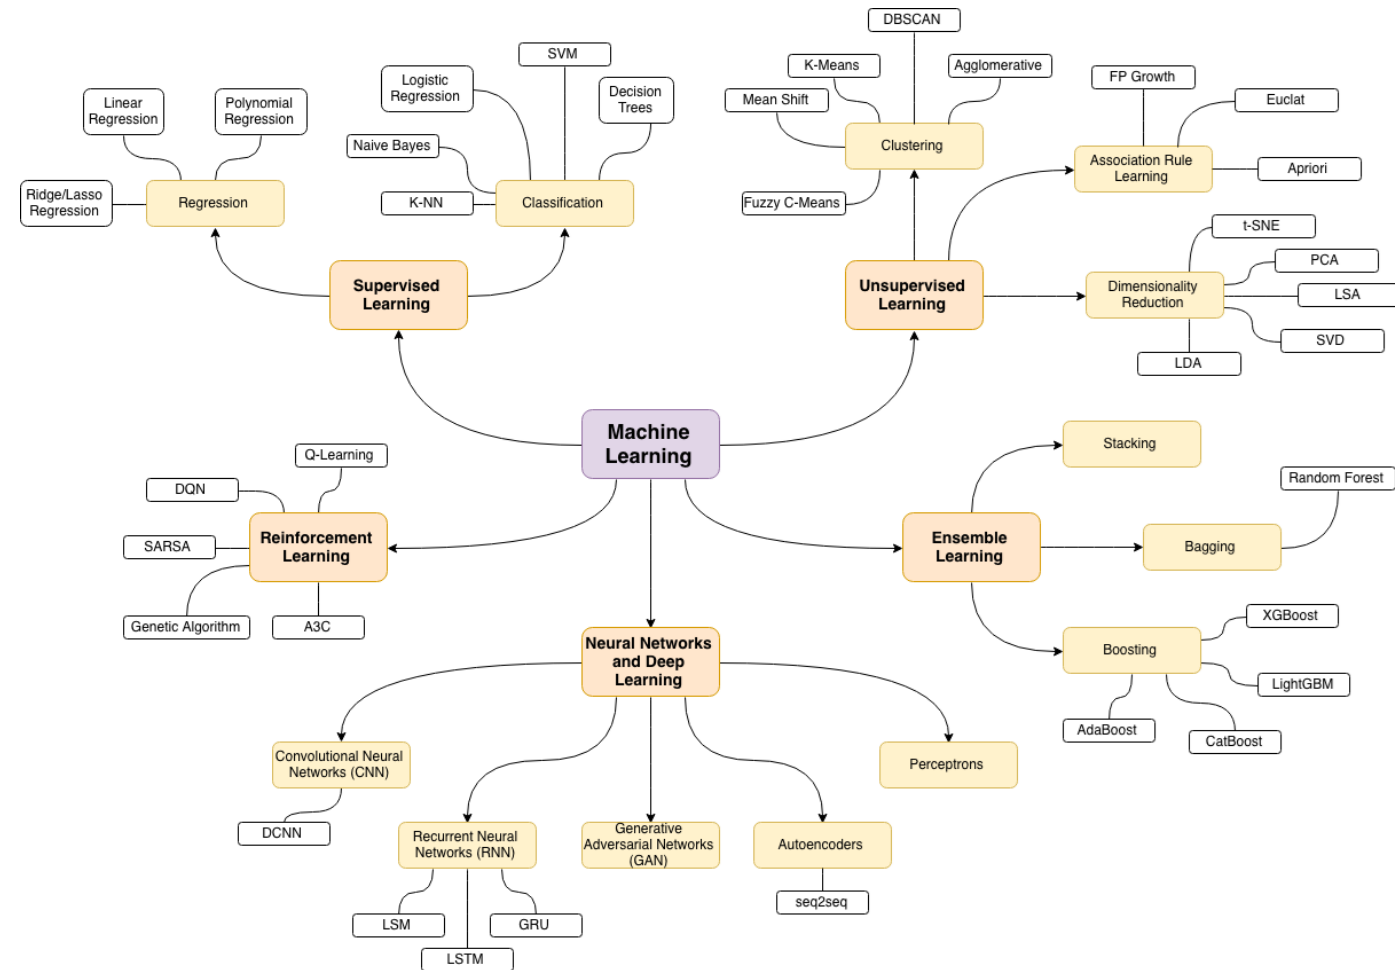 DBSCAN
SVM
K-Means
Agglomerative
Logistic
Regression
FP Growth
Linear
Regression
Polynomial
Regression
Decision
Trees
Mean Shift
Euclat
Naive Bayes
Clustering
Association Rule
Learning
Apriori
Ridge/Lasso
Regression
Regression
K-NN
Classification
Fuzzy C-Means
t-SNE
PCA
Supervised
Learning
Unsupervised
Learning
Dimensionality
Reduction
LSA
SVD
LDA
Machine
Learning
Stacking
Q-Learning
Random Forest
DQN
Reinforcement
Learning
SARSA
Ensemble
Learning
Bagging
Genetic Algorithm
A3C
XGBoost
Neural Networks
and Deep
Learning
Boosting
LightGBM
AdaBoost
CatBoost
Convolutional Neural
Networks (CNN)
Perceptrons
DCNN
Recurrent Neural
Networks (RNN)
Generative
Adversarial Networks
(GAN)
Autoencoders
seq2seq
LSM
GRU
LSTM